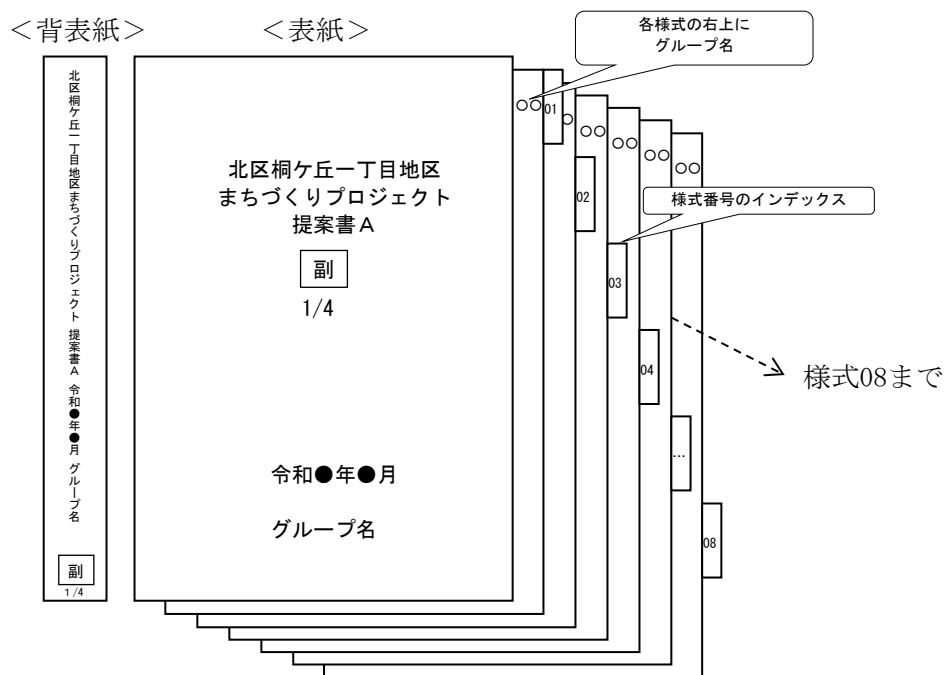 ＜背表紙＞
＜表紙＞
各様式の右上に
グループ名
北区桐ケ丘一丁目地区まちづくりプロジェクト 提案書Ａ 令和●年●月 グループ名
副
1/4
北区桐ケ丘一丁目地区
まちづくりプロジェクト
提案書Ａ
副
1/4
令和●年●月
グループ名
○○
01
○
○○
02
○○
様式番号のインデックス
03
○○
04
○○
…
08
様式08まで